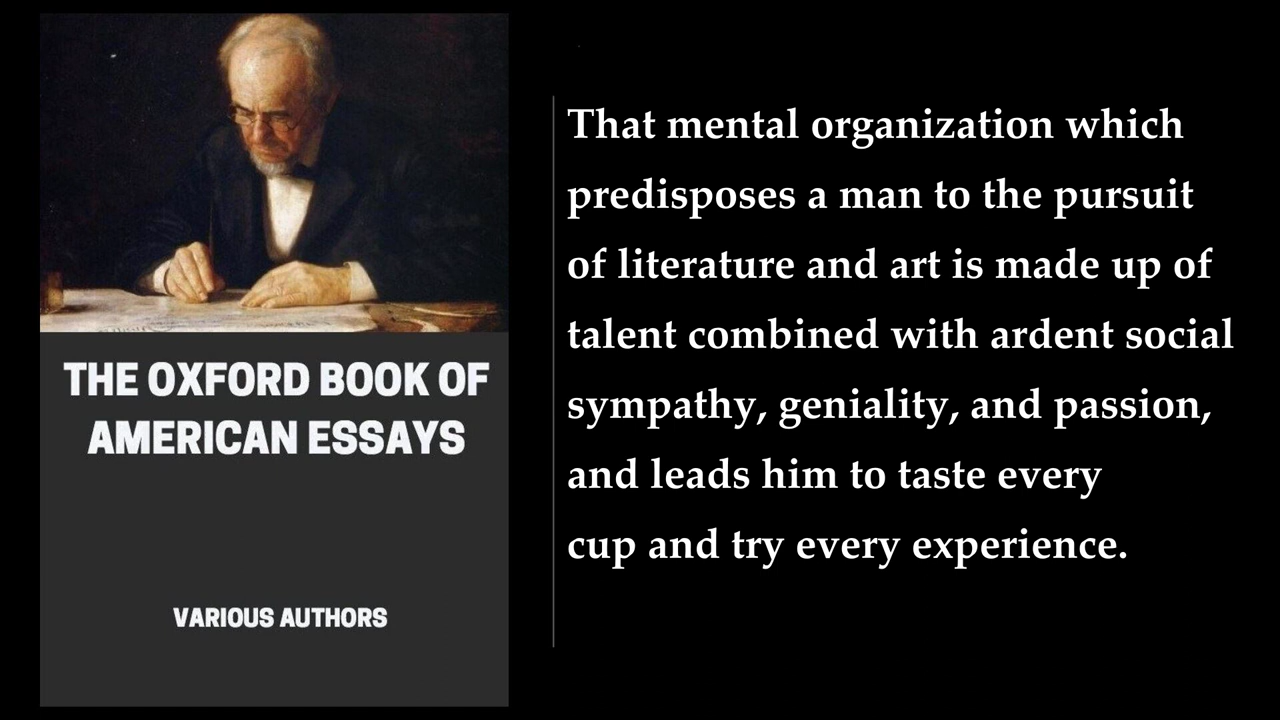 THE OXFORD BOOK OF
AMERICAN ESSAYS
VARIOUS AUTHORS
That mental organization which
predisposes a man to the pursuit
of literature and art is made up of
talent combined with ardent social
sympathy, geniality, and passion,
and leads him to taste every
cup and try every experience.